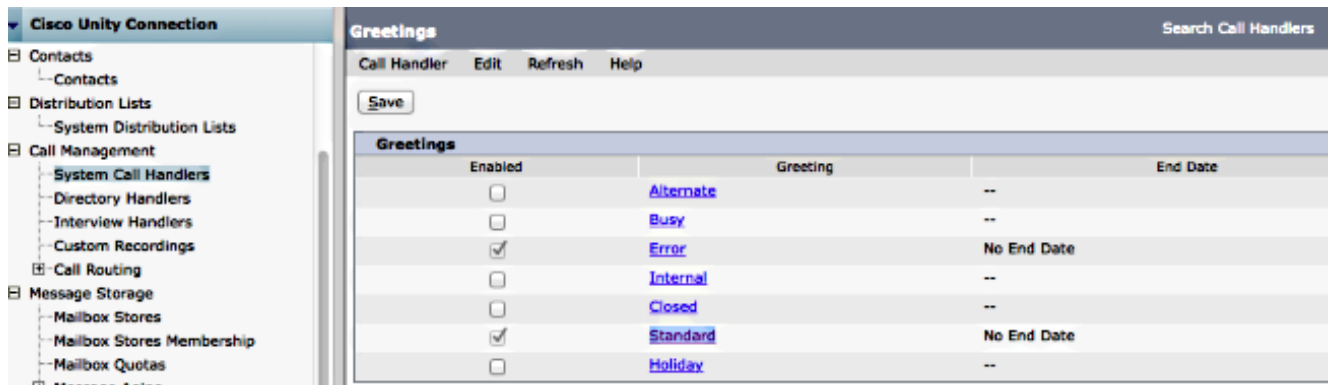 Cisco Unity Connection
Contacts
Contacts
Distribution Lists
System Distribution Lists
Call Management
System Call Handlers
Directory Handlers
Interview Handlers
Custom Recordings
Call Routing
Message Storage
Mailbox Stores
Mailbox Stores Membership
Mailbox Quotas
Message Aging
Greetings Search Call Handlers
Call Handler Edit Refresh Help
Save
Greetings
Enabled Greeting End Date
Alternate --
Busy --
Error No End Date
Internal --
Closed --
Standard No End Date
Holiday --